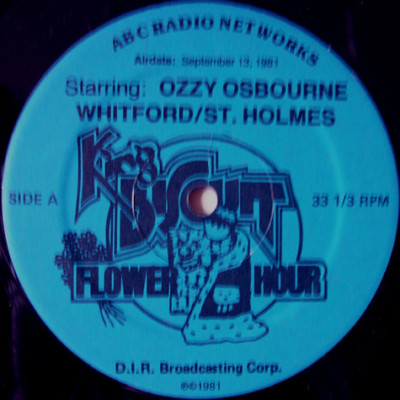 ABC RADIO NETWORKS
Airdate: September 13, 1981
Starring: OZZY OSBOURNE
WHITFORD/ST. HOLMES
King
BISCUIT
FLOWER HOUR
SIDE A
33 1/3 RPM
D.I.R. Broadcasting Corp.
©℗1981